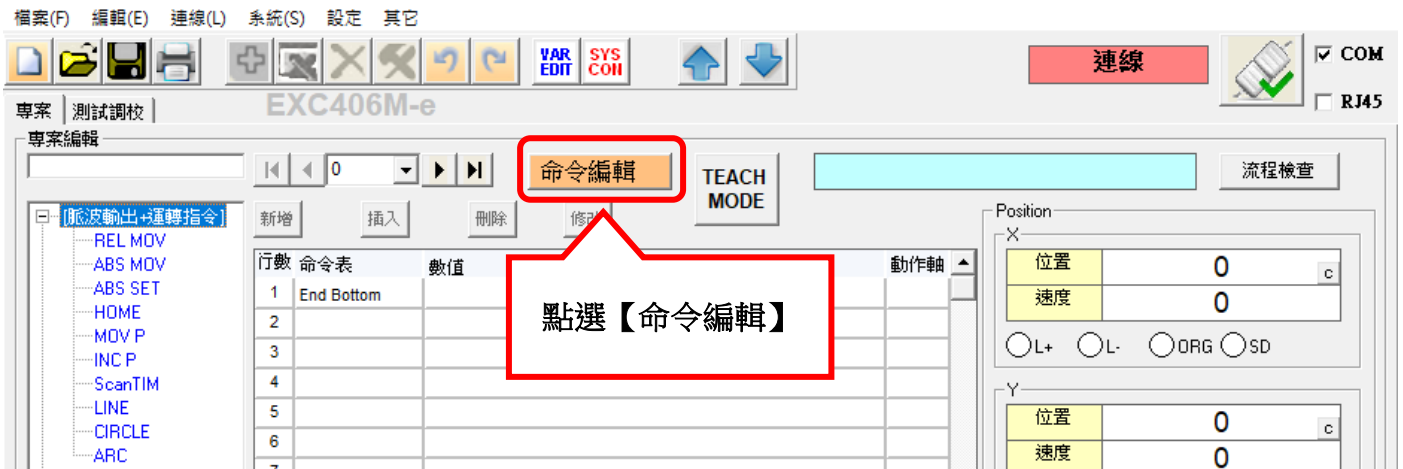 檔案(F) 編輯(E) 連線(L) 系統(S) 設定 其它
VAR EDIT
SYS CON
連線
COM
RJ45
專案 測試調校
EXC406M-e
專案編輯
0
命令編輯
TEACH MODE
流程檢查
新增 插入 刪除 修改
[脈波輸出+運轉指令]
REL MOV
ABS MOV
ABS SET
HOME
MOV P
INC P
ScanTIM
LINE
CIRCLE
ARC
行數 命令表 數值 動作軸
1 End Bottom
2
3
4
5
6
7
點選【命令編輯】
Position
X
位置 0 c
速度 0
L+ L- ORG SD
Y
位置 0 c
速度 0